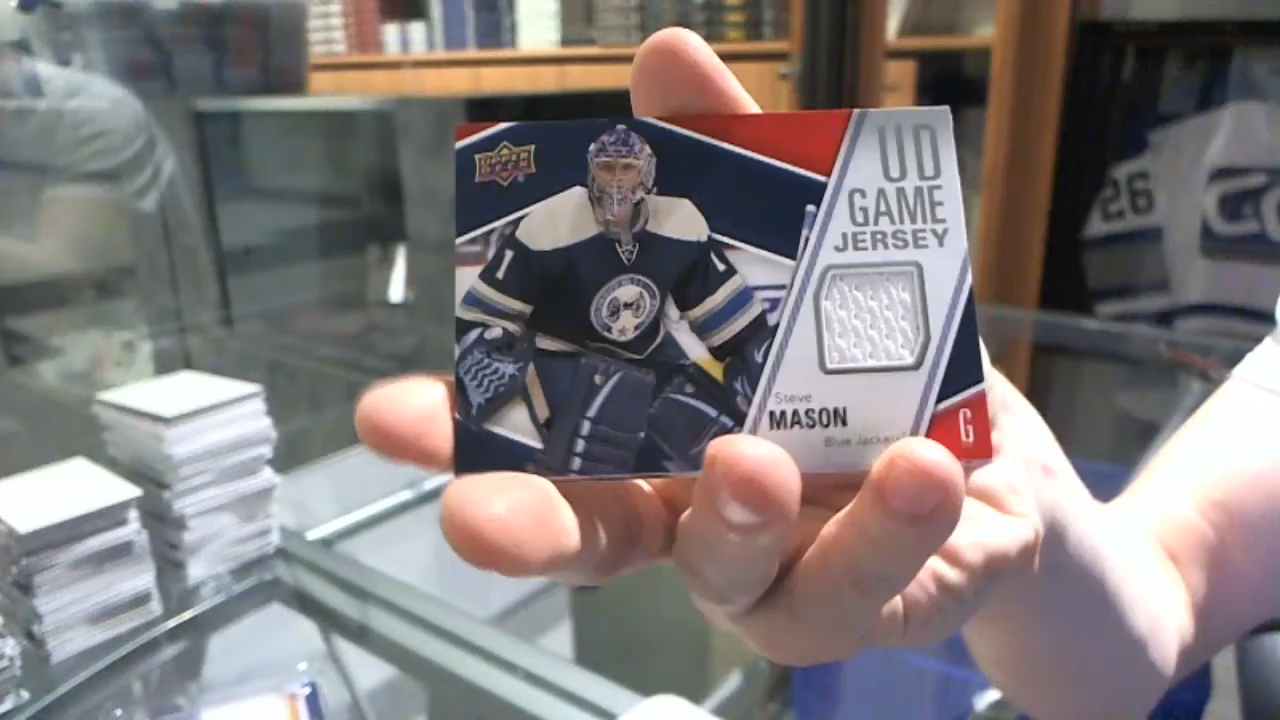 UPPER
DECK
UD
GAME
JERSEY
1
1
Steve
MASON
Blue Jackets
G
26